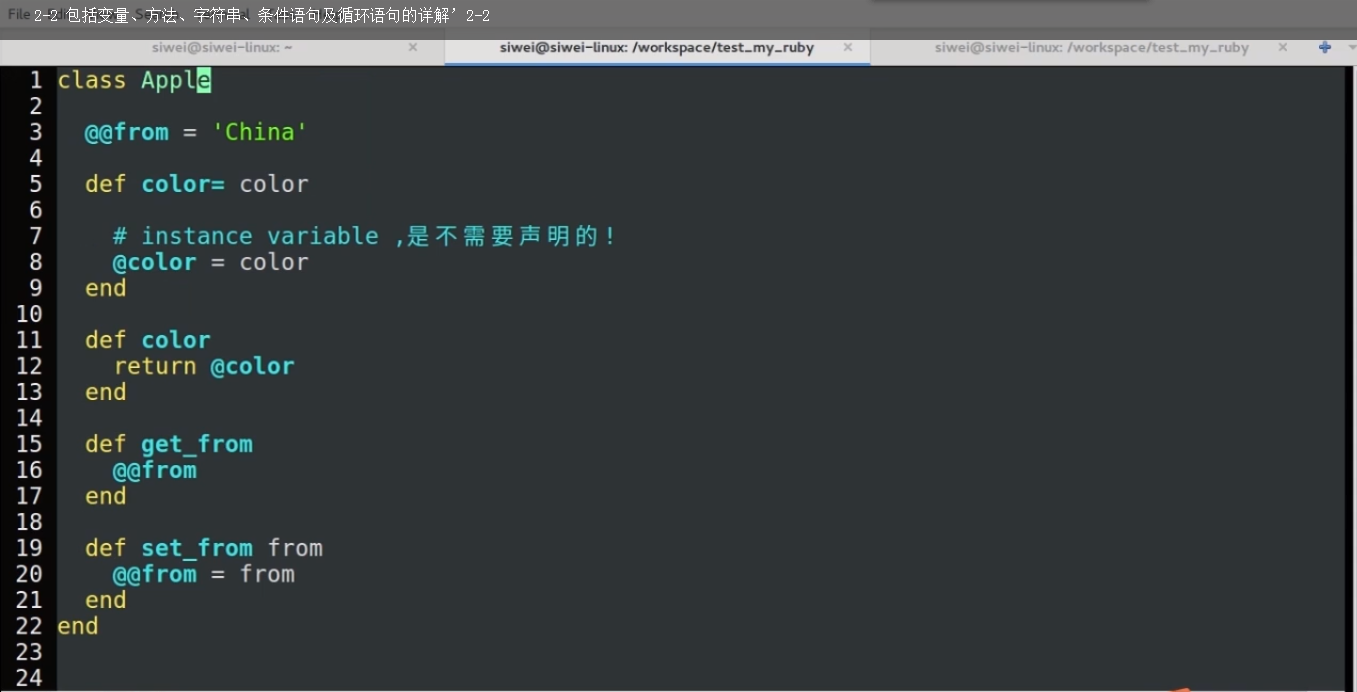 2-2 包括变量、方法、字符串、条件语句及循环语句的详解’ 2-2
siwei@siwei-linux: ~ × siwei@siwei-linux: /workspace/test_my_ruby × siwei@siwei-linux: /workspace/test_my_ruby ×
1 class Apple
2
3 @@from = 'China'
4
5 def color= color
6
7 # instance variable ,是不需要声明的!
8 @color = color
9 end
10
11 def color
12 return @color
13 end
14
15 def get_from
16 @@from
17 end
18
19 def set_from from
20 @@from = from
21 end
22 end
23
24